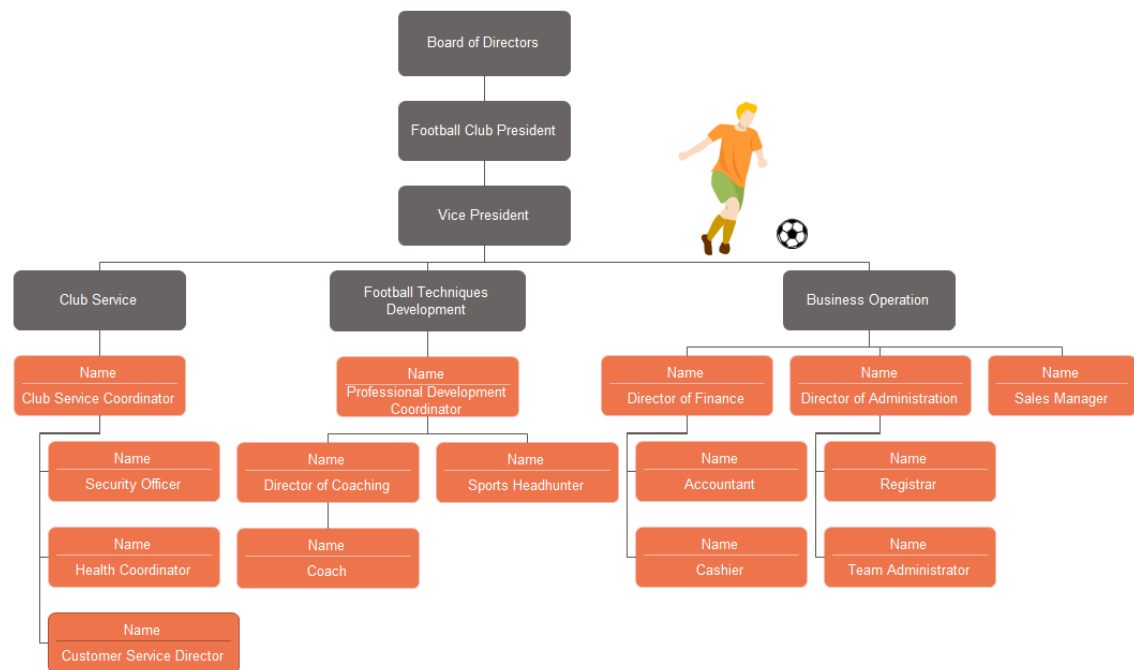 Board of Directors
Football Club President
Vice President
Club Service
Football Techniques
Development
Business Operation
Name
Club Service Coordinator
Name
Professional Development
Coordinator
Name
Director of Finance
Name
Director of Administration
Name
Sales Manager
Name
Security Officer
Name
Director of Coaching
Name
Sports Headhunter
Name
Accountant
Name
Registrar
Name
Health Coordinator
Name
Coach
Name
Cashier
Name
Team Administrator
Name
Customer Service Director